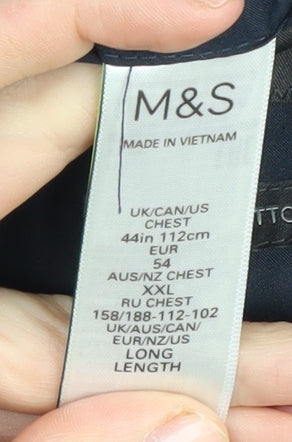 M&S
MADE IN VIETNAM
UK/CAN/US
CHEST
44in 112cm
EUR
54
AUS/NZ CHEST
XXL
RU CHEST
158/188-112-102
UK/AUS/CAN/
EUR/NZ/US
LONG
LENGTH
TTO